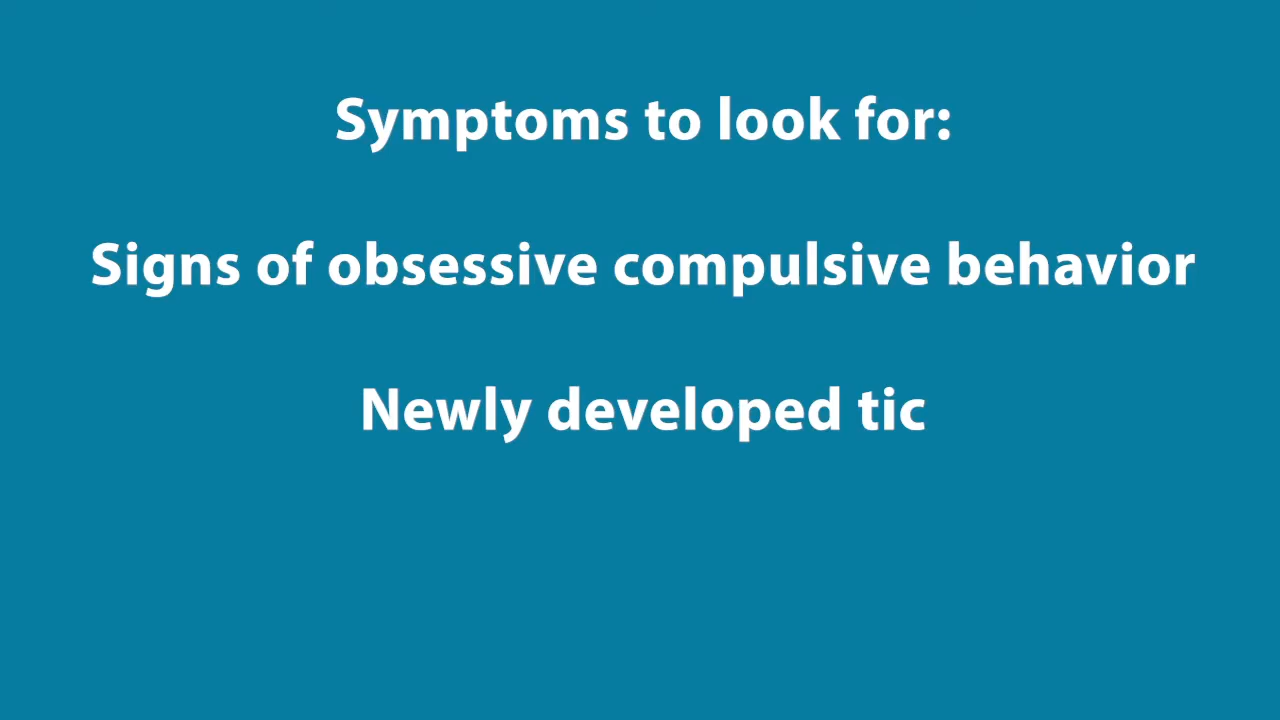 Symptoms to look for:
Signs of obsessive compulsive behavior
Newly developed tic